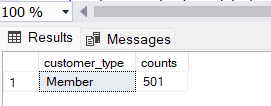 100 %
Results Messages
customer_type counts
1 Member 501